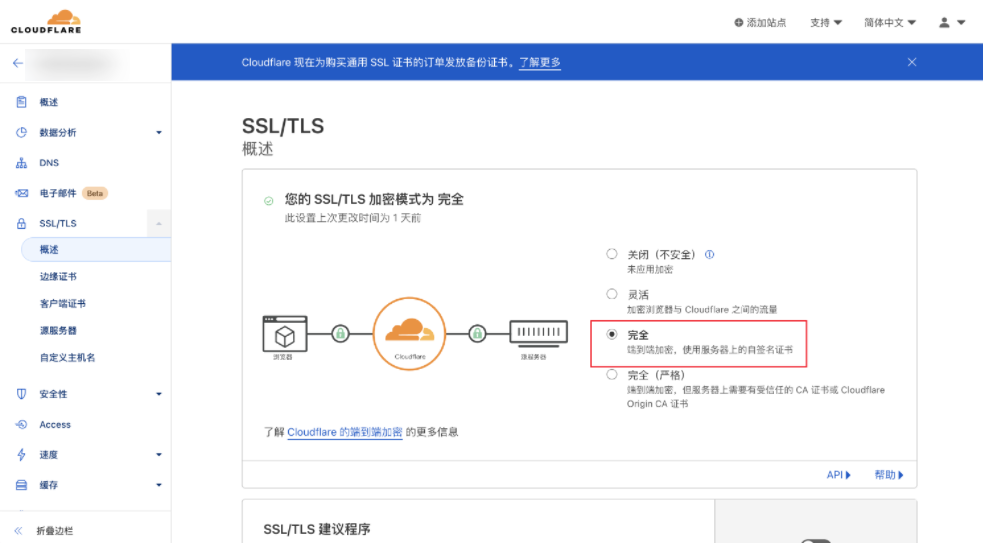 CLOUDFLARE
添加站点
支持
简体中文
Cloudflare 现在为购买通用 SSL 证书的订单发放备份证书。了解更多
概述
数据分析
DNS
电子邮件 Beta
SSL/TLS
概述
边缘证书
客户端证书
源服务器
自定义主机名
安全性
Access
速度
缓存
折叠边栏
SSL/TLS
概述
您的 SSL/TLS 加密模式为 完全
此设置上次更改时间为 1 天前
浏览器
Cloudflare
源服务器
关闭（不安全）
未应用加密
灵活
加密浏览器与 Cloudflare 之间的流量
完全
端到端加密，使用服务器上的自签名证书
完全（严格）
端到端加密，但服务器上需要有受信任的 CA 证书或 Cloudflare
Origin CA 证书
了解 Cloudflare 的端到端加密 的更多信息
API
帮助
SSL/TLS 建议程序